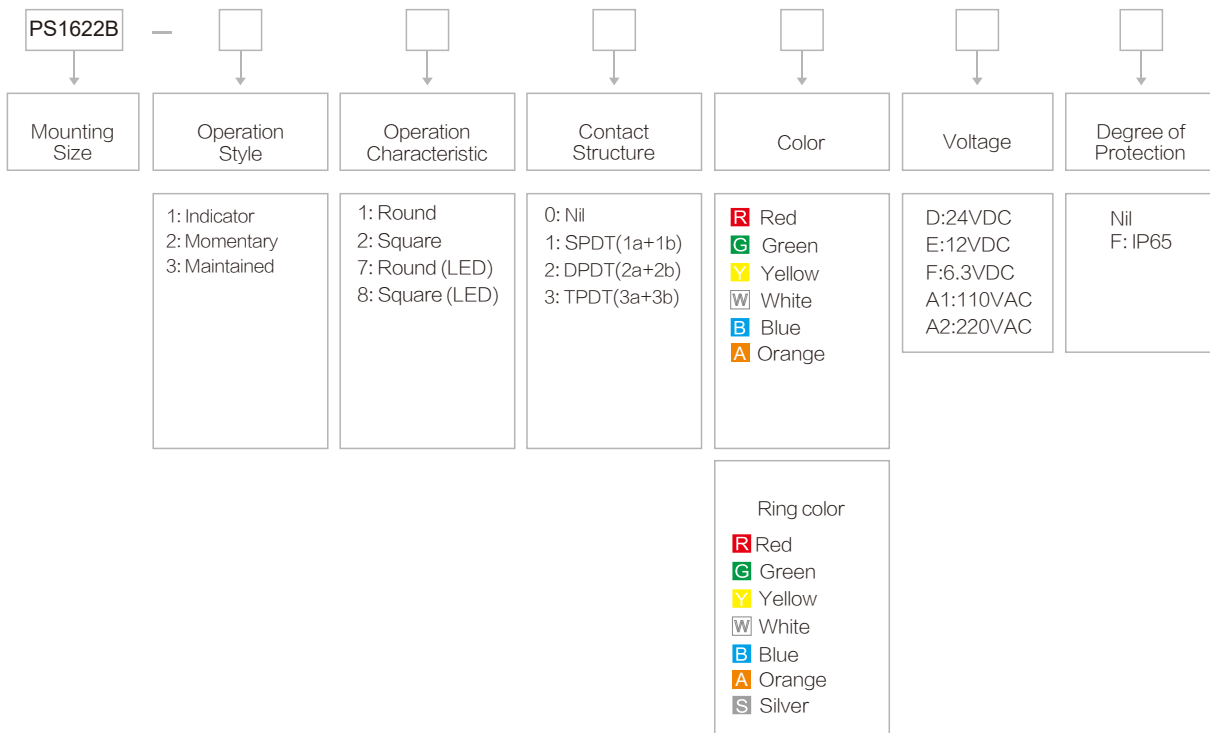 PS1622B —
Mounting
Size
Operation
Style
Operation
Characteristic
Contact
Structure
Color
Voltage
Degree of
Protection
1: Indicator
2: Momentary
3: Maintained
1: Round
2: Square
7: Round (LED)
8: Square (LED)
0: Nil
1: SPDT(1a+1b)
2: DPDT(2a+2b)
3: TPDT(3a+3b)
R Red
G Green
Y Yellow
W White
B Blue
A Orange
D:24VDC
E:12VDC
F:6.3VDC
A1:110VAC
A2:220VAC
Nil
F: IP65
Ring color
R Red
G Green
Y Yellow
W White
B Blue
A Orange
S Silver